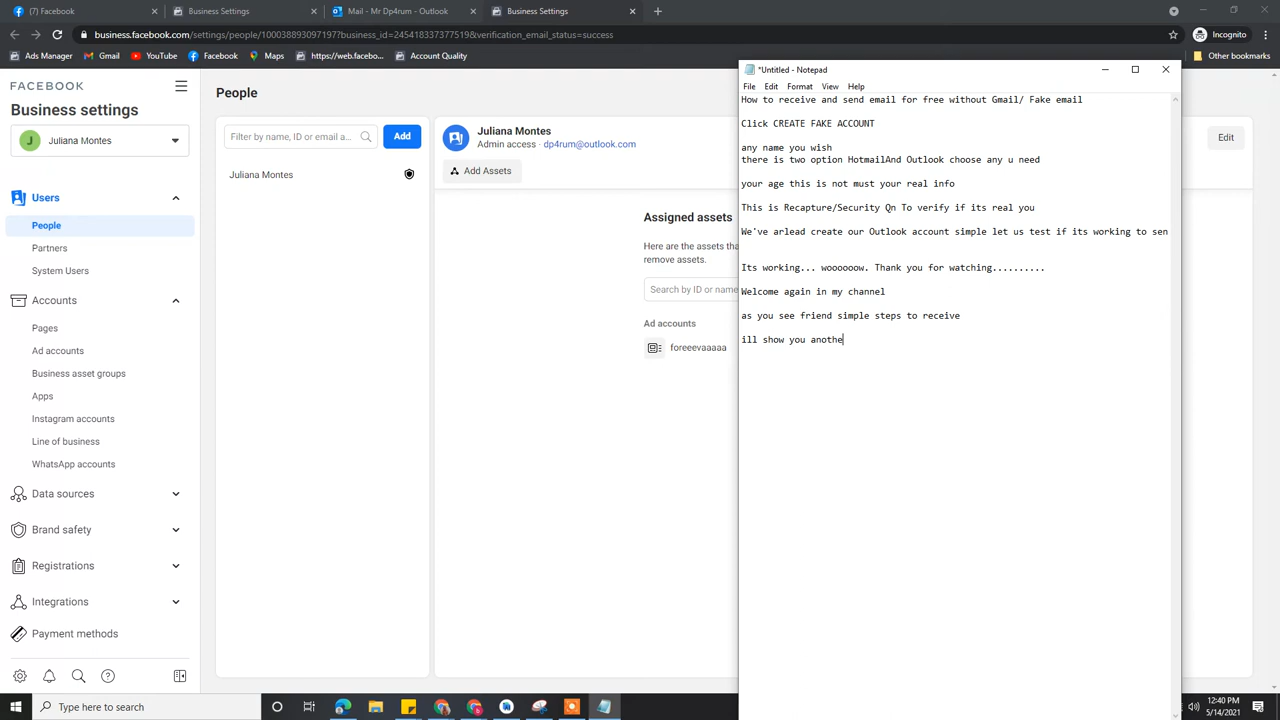 (7) Facebook
Business Settings
Mail - Mr Dp4rum - Outlook
Business Settings
business.facebook.com/settings/people/100038893097197?business_id=245418337377519&verification_email_status=success
Incognito
Ads Manager
Gmail
YouTube
Facebook
Maps
https://web.facebo...
Account Quality
Other bookmarks
FACEBOOK
Business settings
J
Juliana Montes
Users
People
Partners
System Users
Accounts
Pages
Ad accounts
Business asset groups
Apps
Instagram accounts
Line of business
WhatsApp accounts
Data sources
Brand safety
Registrations
Integrations
Payment methods
People
Filter by name, ID or email a...
Add
Juliana Montes
Juliana Montes
Admin access · dp4rum@outlook.com
Add Assets
Edit
Assigned assets
Here are the assets tha
remove assets.
Search by ID or name
Ad accounts
foreeevaaaaa
*Untitled - Notepad
File Edit Format View Help
How to receive and send email for free without Gmail/ Fake email
Click CREATE FAKE ACCOUNT
any name you wish
there is two option HotmailAnd Outlook choose any u need
your age this is not must your real info
This is Recapture/Security Qn To verify if its real you
We've arlead create our Outlook account simple let us test if its working to sen
Its working... woooooow. Thank you for watching..........
Welcome again in my channel
as you see friend simple steps to receive
ill show you anothe
Type here to search
12:40 PM
5/14/2021